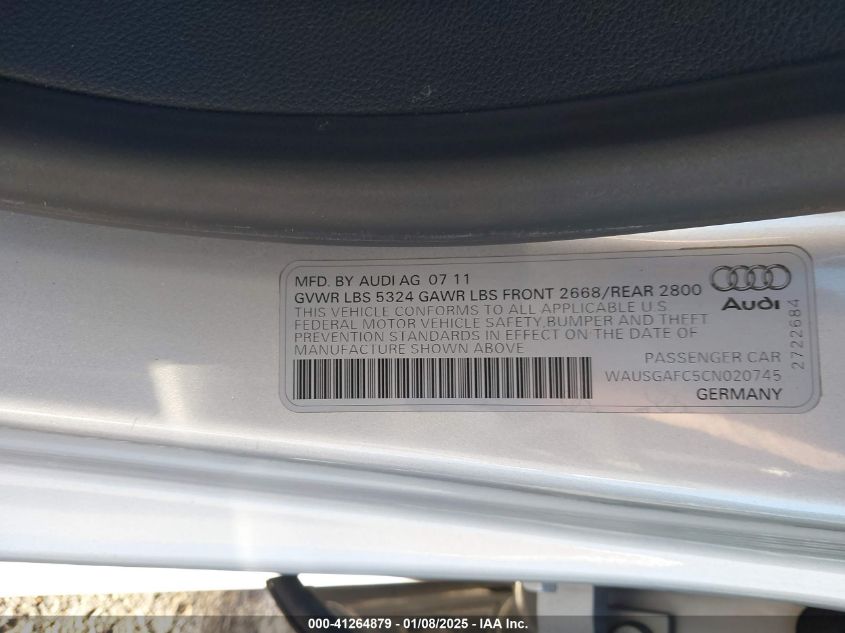 MFD. BY AUDI AG 07 11
GVWR LBS 5324 GAWR LBS FRONT 2668/REAR 2800
THIS VEHICLE CONFORMS TO ALL APPLICABLE U.S
FEDERAL MOTOR VEHICLE SAFETY,BUMPER AND THEFT
PREVENTION STANDARDS IN EFFECT ON THE DATE OF
MANUFACTURE SHOWN ABOVE
Audi
2722684
PASSENGER CAR
WAUSGAFC5CN020745
GERMANY
000-41264879 | 01/08/2025 | IAA Inc.